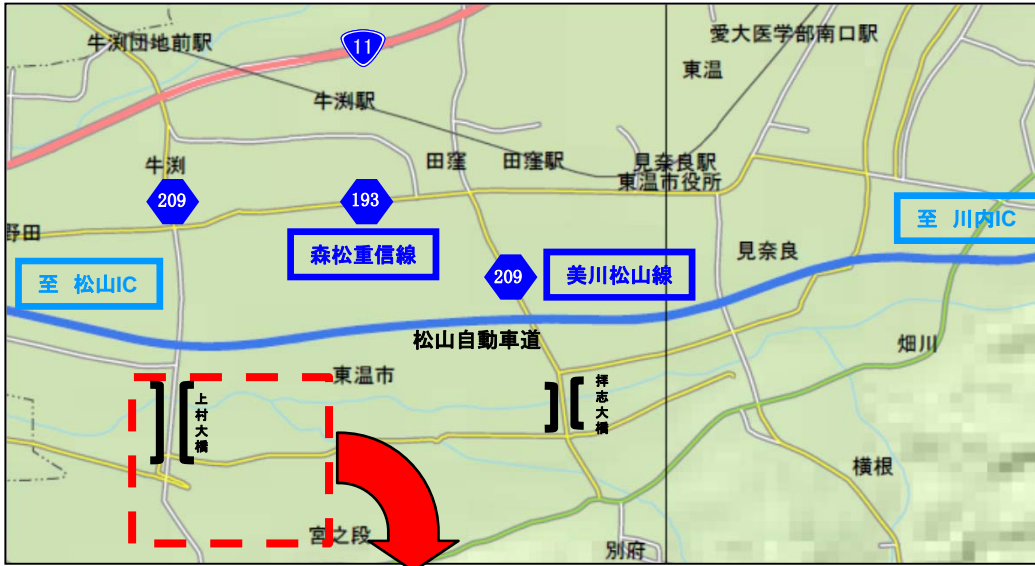 牛渕団地前駅
11
愛大医学部南口駅
東温
牛渕駅
牛渕
田窪
田窪駅
見奈良駅
東温市役所
209
193
野田
森松重信線
至 川内IC
至 松山IC
209
美川松山線
見奈良
松山自動車道
畑川
東温市
上村大橋
拝志大橋
横根
宮之段
別府